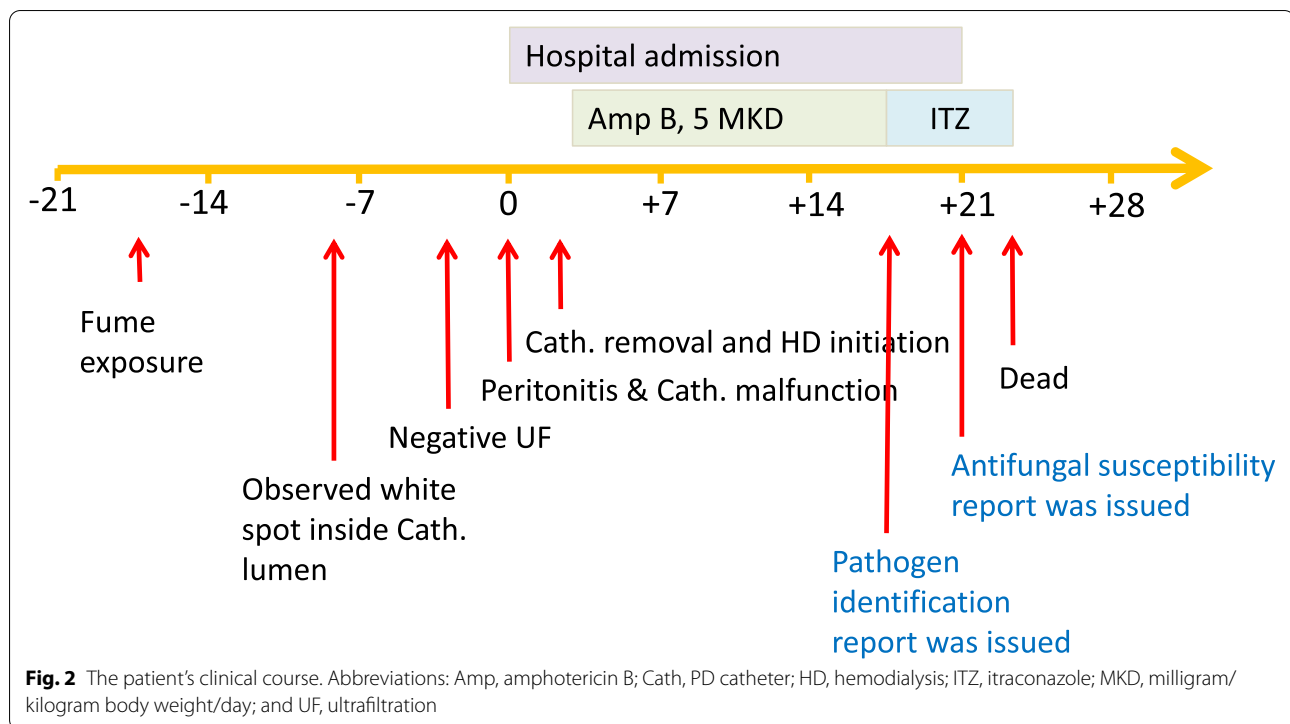 Hospital admission
Amp B, 5 MKD
ITZ
-21
-14
-7
0
+7
+14
+21
+28
Fume
exposure
Cath. removal and HD initiation
Peritonitis & Cath. malfunction
Dead
Negative UF
Observed white
spot inside Cath.
lumen
Antifungal susceptibility
report was issued
Pathogen
identification
report was issued
Fig. 2 The patient’s clinical course. Abbreviations: Amp, amphotericin B; Cath, PD catheter; HD, hemodialysis; ITZ, itraconazole; MKD, milligram/
kilogram body weight/day; and UF, ultrafiltration